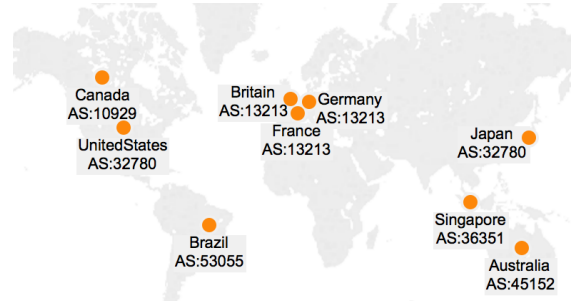 Canada
AS:10929
UnitedStates
AS:32780
Britain
AS:13213
Germany
AS:13213
France
AS:13213
Japan
AS:32780
Singapore
AS:36351
Brazil
AS:53055
Australia
AS:45152